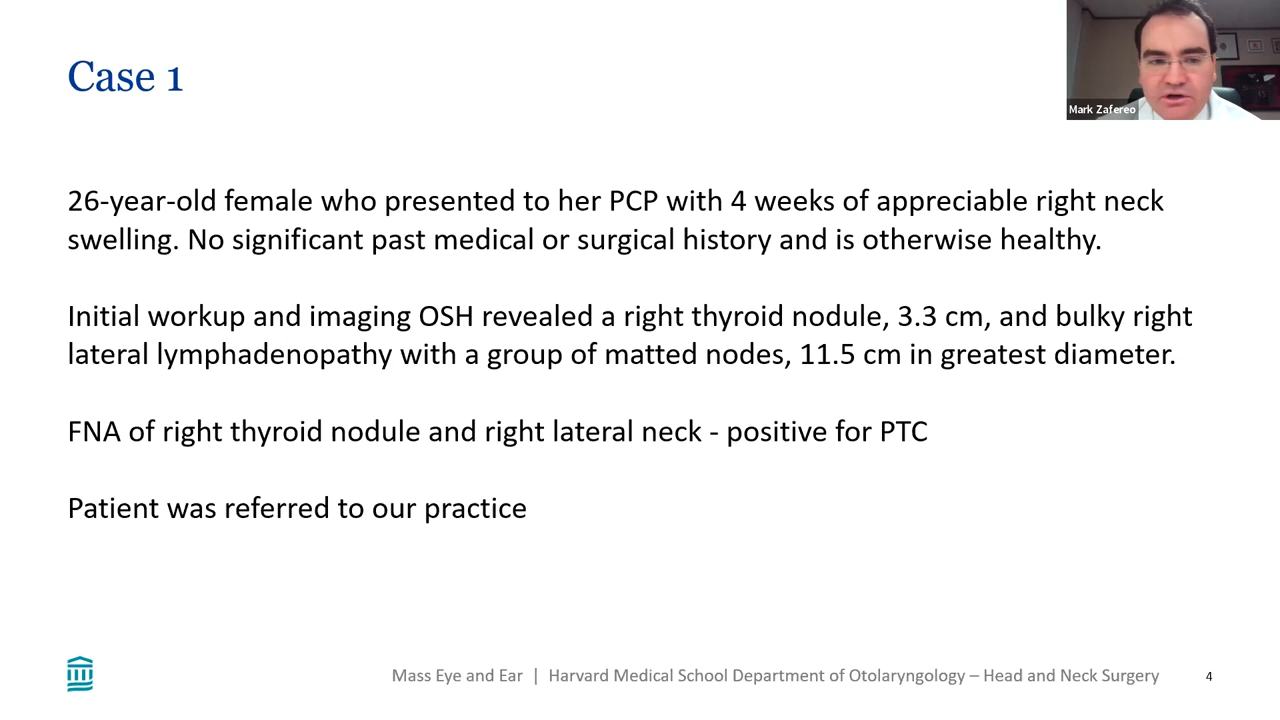 Case 1
Mark Zafereo
26-year-old female who presented to her PCP with 4 weeks of appreciable right neck
swelling. No significant past medical or surgical history and is otherwise healthy.
Initial workup and imaging OSH revealed a right thyroid nodule, 3.3 cm, and bulky right
lateral lymphadenopathy with a group of matted nodes, 11.5 cm in greatest diameter.
FNA of right thyroid nodule and right lateral neck - positive for PTC
Patient was referred to our practice
Mass Eye and Ear | Harvard Medical School Department of Otolaryngology – Head and Neck Surgery 4